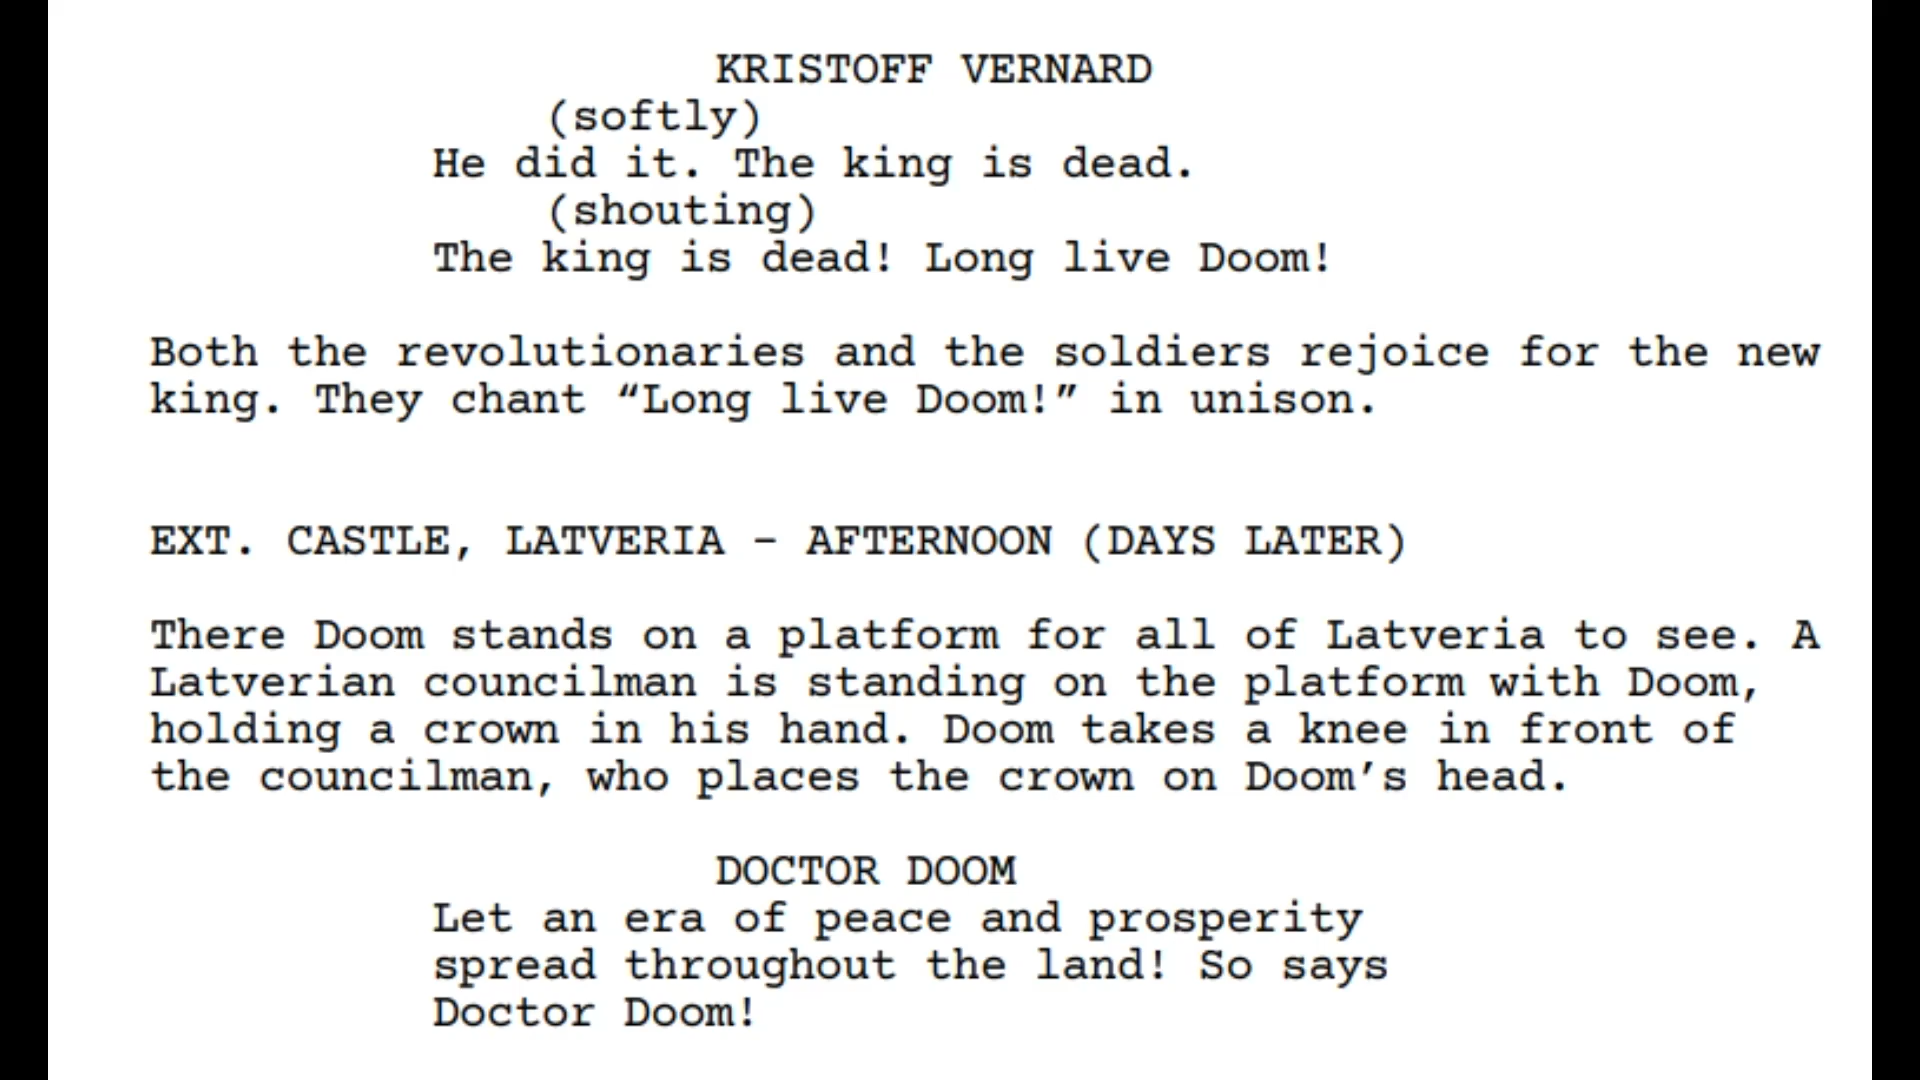 KRISTOFF VERNARD
(softly)
He did it. The king is dead.
(shouting)
The king is dead! Long live Doom!
Both the revolutionaries and the soldiers rejoice for the new
king. They chant “Long live Doom!” in unison.
EXT. CASTLE, LATVERIA - AFTERNOON (DAYS LATER)
There Doom stands on a platform for all of Latveria to see. A
Latverian councilman is standing on the platform with Doom,
holding a crown in his hand. Doom takes a knee in front of
the councilman, who places the crown on Doom’s head.
DOCTOR DOOM
Let an era of peace and prosperity
spread throughout the land! So says
Doctor Doom!